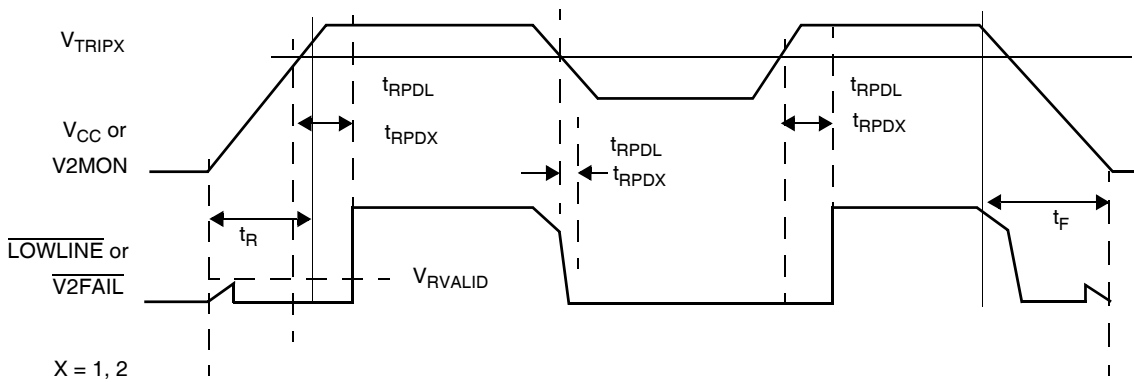 VTRIPX
tRPDL
tRPDX
tRPDL
tRPDX
VCC or
V2MON
tRPDL
tRPDX
tR
tF
LOWLINE or
V2FAIL
VRVALID
X = 1, 2